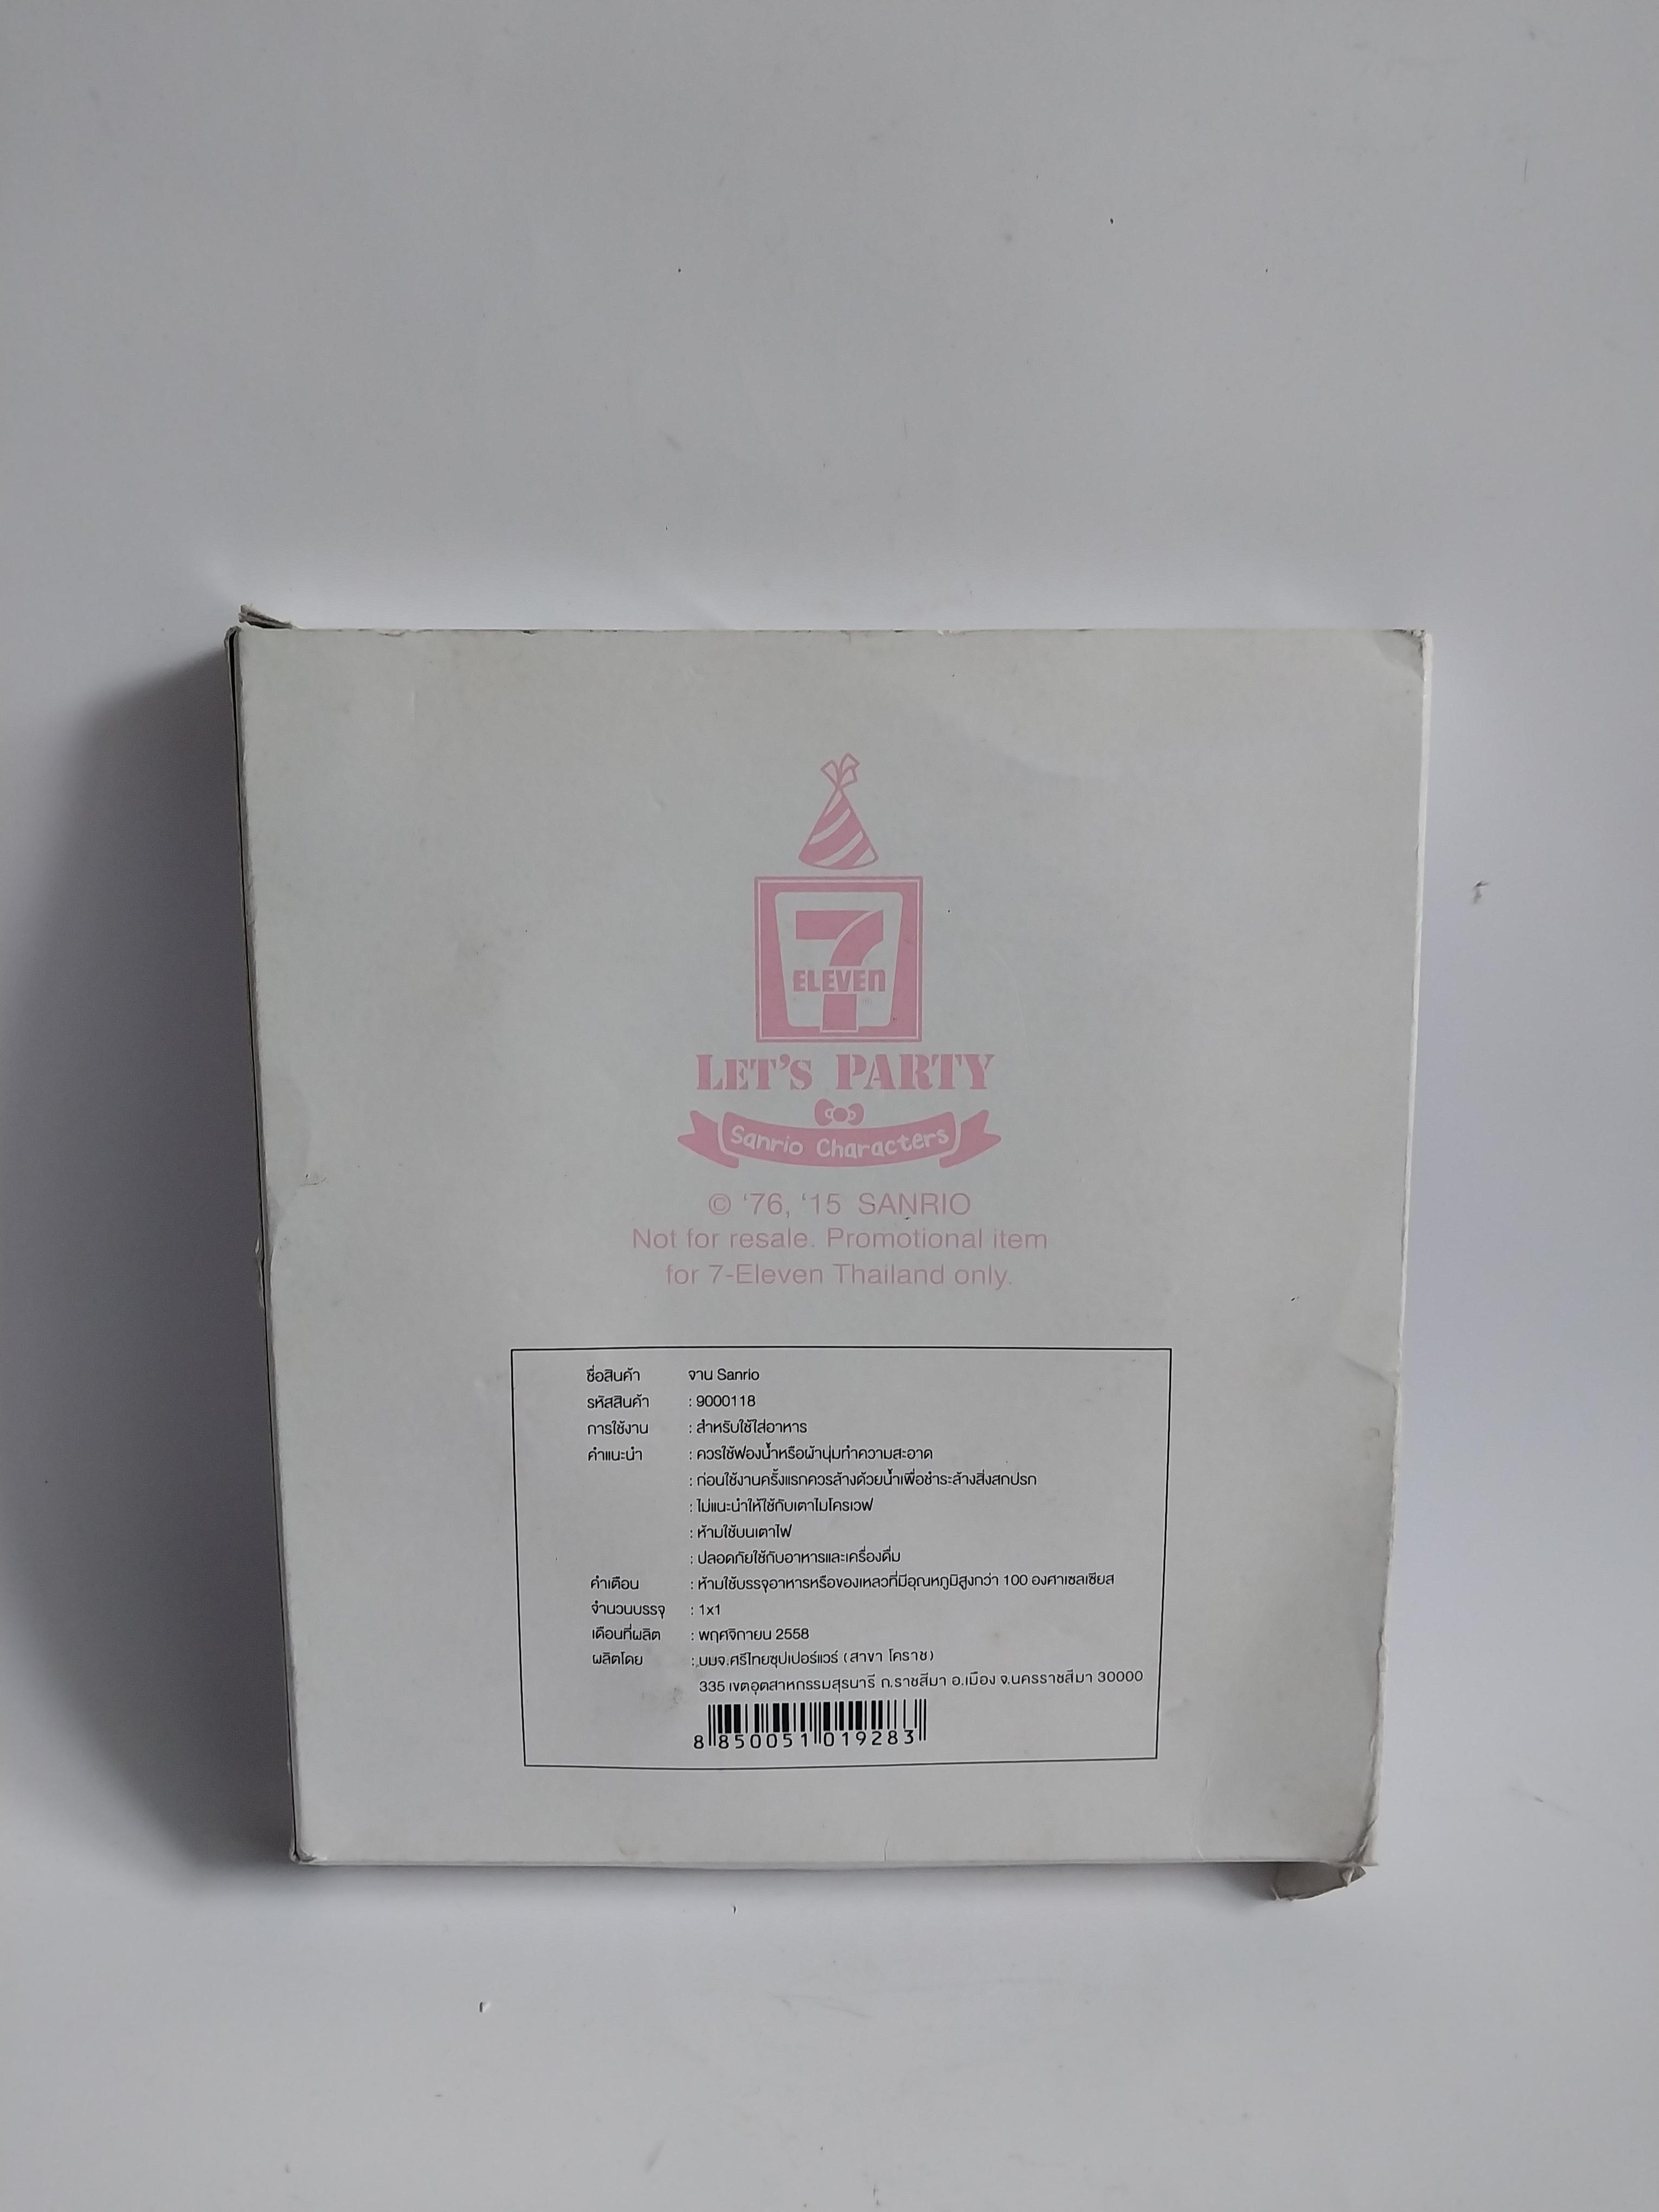 7
ELEVEN
LET'S PARTY
Sanrio Characters
© '76, '15 SANRIO
Not for resale. Promotional item
for 7-Eleven Thailand only.
ชื่อสินค้า จาน Sanrio
รหัสสินค้า : 9000118
การใช้งาน : สำหรับใช้ใส่อาหาร
คำแนะนำ : ควรใช้ฟองน้ำหรือผ้านุ่มทำความสะอาด
: ก่อนใช้งานครั้งแรกควรล้างด้วยน้ำเพื่อชำระล้างสิ่งสกปรก
: ไม่แนะนำให้ใช้กับเตาไมโครเวฟ
: ห้ามใช้บนเตาไฟ
: ปลอดภัยใช้กับอาหารและเครื่องดื่ม
คำเตือน : ห้ามใช้บรรจุอาหารหรือของเหลวที่มีอุณหภูมิสูงกว่า 100 องศาเซลเซียส
จำนวนบรรจุ : 1x1
เดือนที่ผลิต : พฤศจิกายน 2558
ผลิตโดย : บมจ.ศรีไทยซุปเปอร์แวร์ (สาขา โคราช)
335 เขตอุตสาหกรรมสุรนารี ถ.ราชสีมา อ.เมือง จ.นครราชสีมา 30000
8 850051 019283